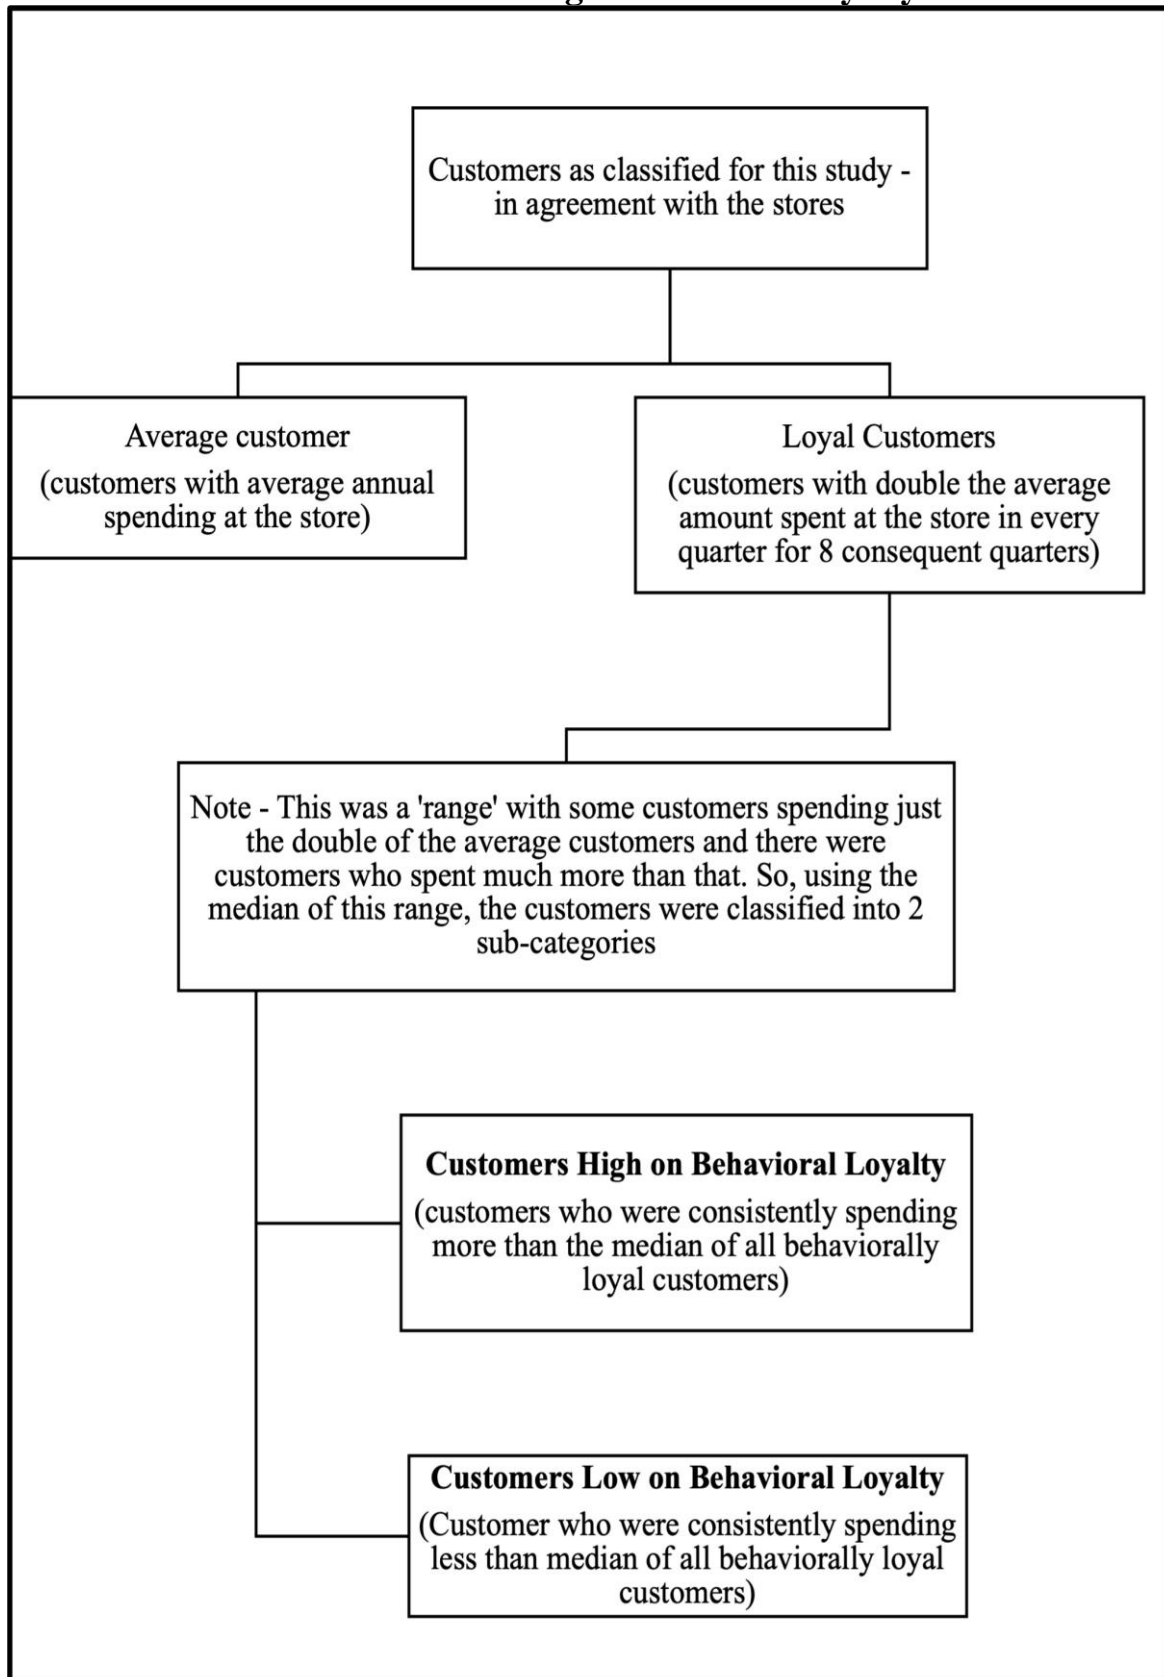 Customers as classified for this study -
in agreement with the stores
Average customer
(customers with average annual
spending at the store)
Loyal Customers
(customers with double the average
amount spent at the store in every
quarter for 8 consequent quarters)
Note - This was a 'range' with some customers spending just
the double of the average customers and there were
customers who spent much more than that. So, using the
median of this range, the customers were classified into 2
sub-categories
Customers High on Behavioral Loyalty
(customers who were consistently spending
more than the median of all behaviorally
loyal customers)
Customers Low on Behavioral Loyalty
(Customer who were consistently spending
less than median of all behaviorally loyal
customers)